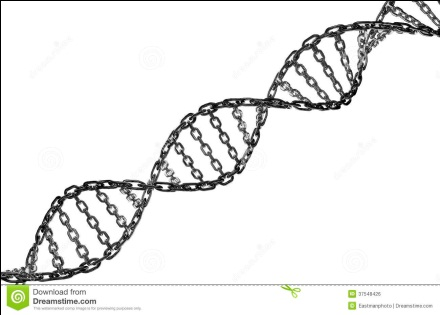 Download from
Dreamstime.com
This watermarked comp image is for previewing purposes only.
37548426
Eastmanphoto | Dreamstime.com